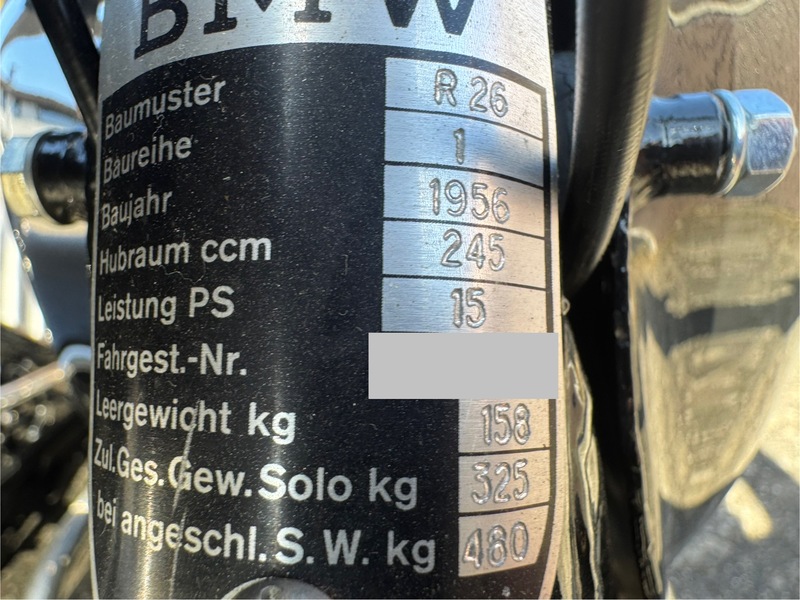 BMW
Baumuster R 26
Baureihe 1
Baujahr 1956
Hubraum ccm 245
Leistung PS 15
Fahrgest.-Nr.
Leergewicht kg 158
Zul.Ges.Gew.Solo kg 325
bei angeschl.S.W. kg 480